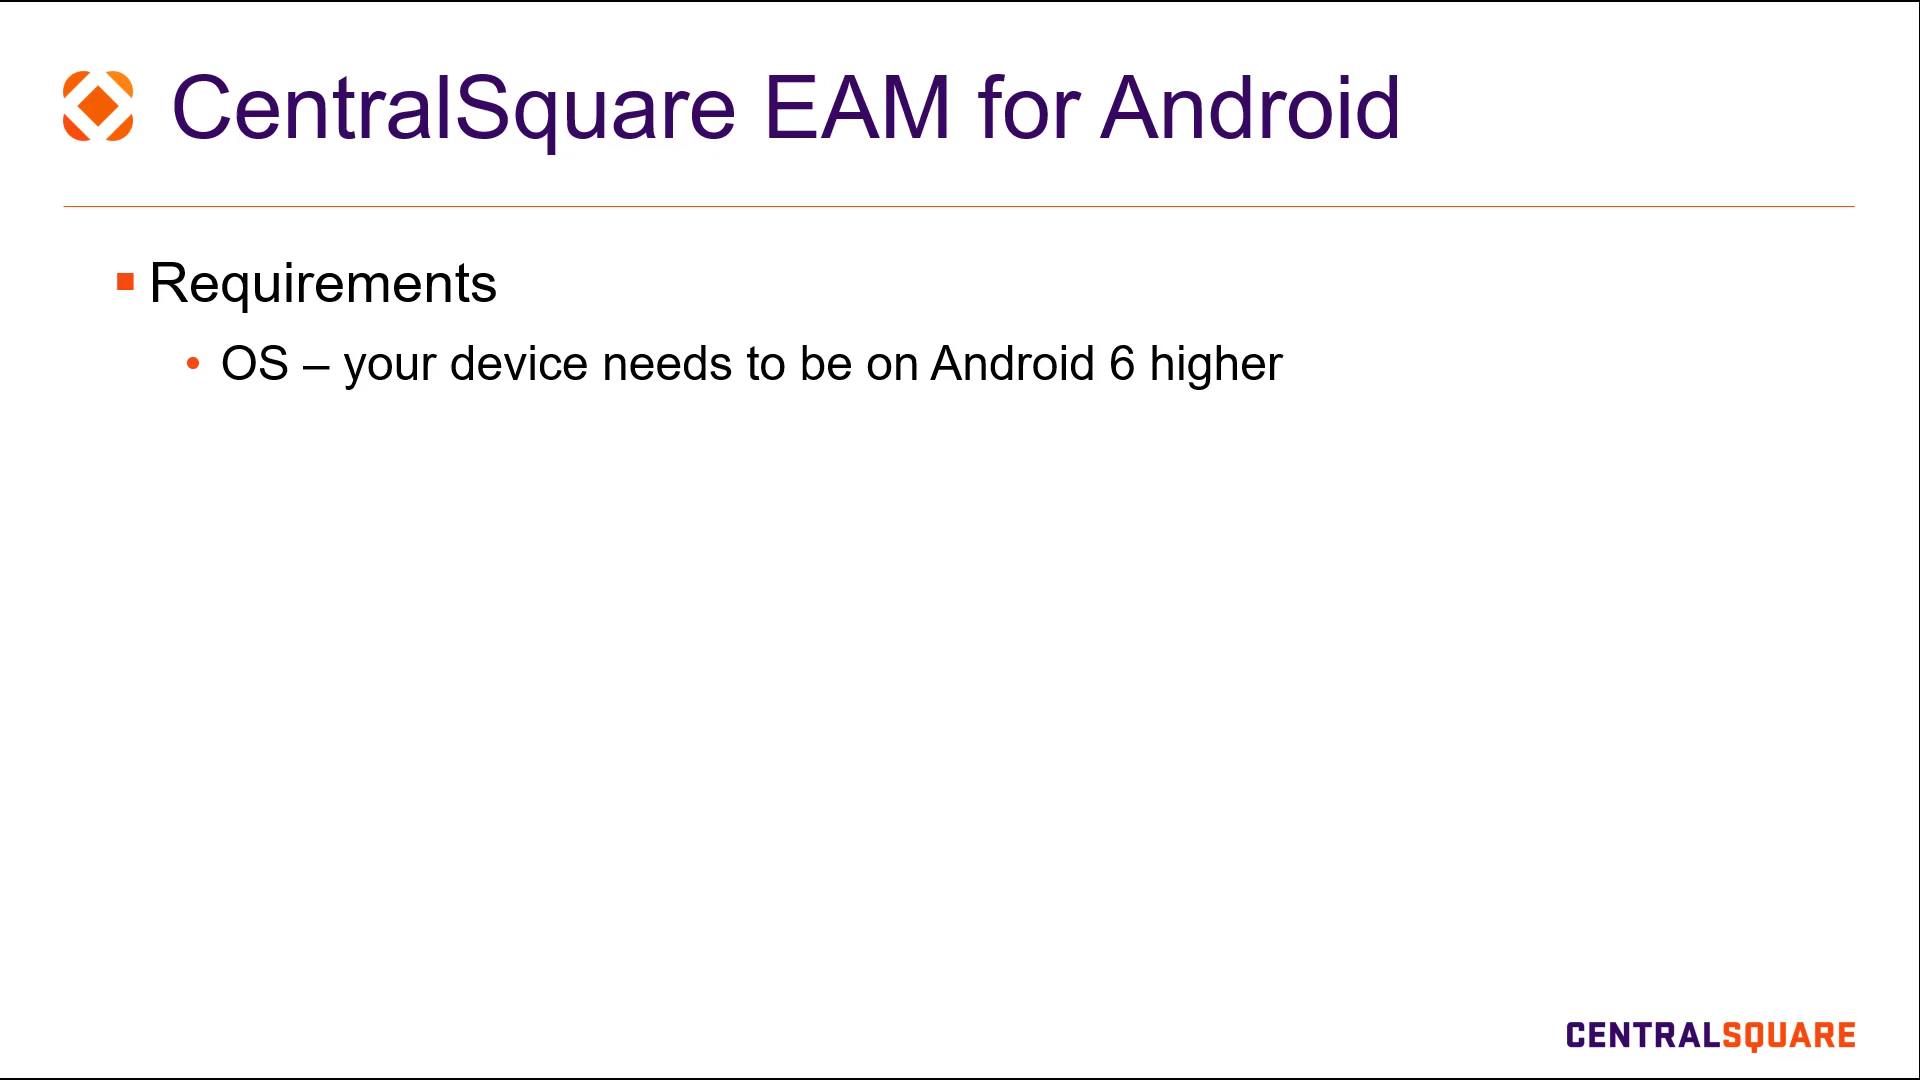 CentralSquare EAM for Android
Requirements
OS – your device needs to be on Android 6 higher
CENTRALSQUARE